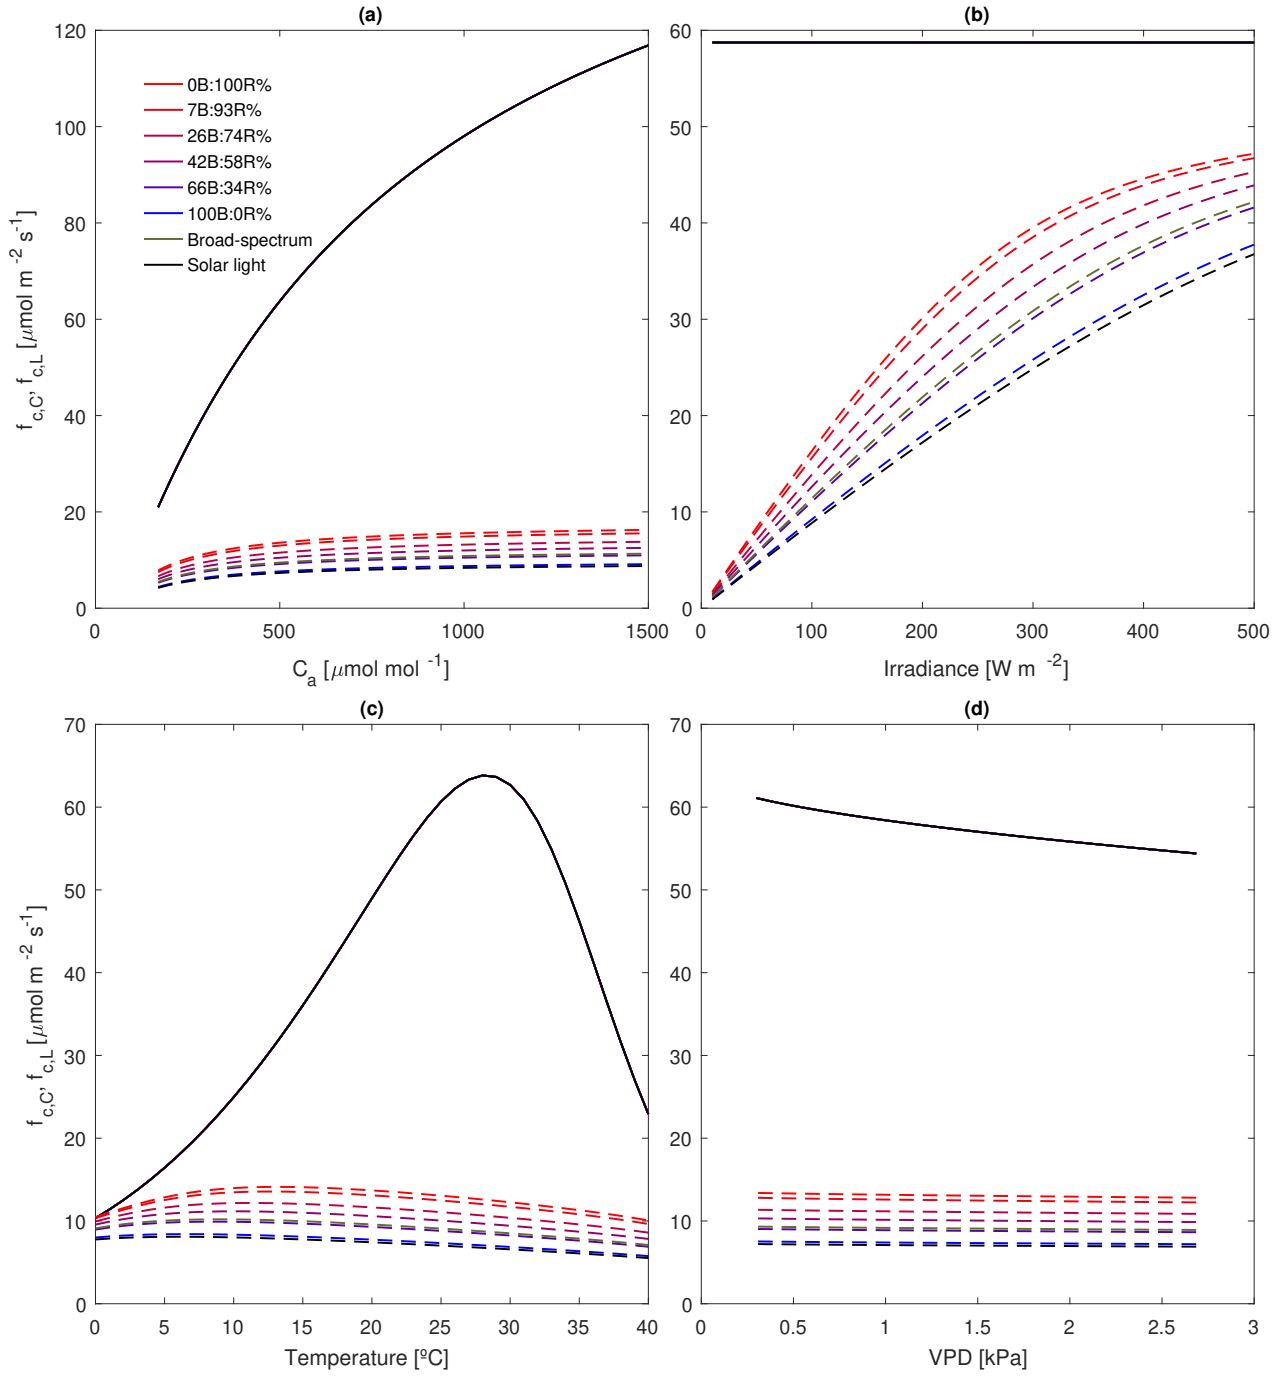 (a)
120
100
80
60
40
20
0
0 500 1000 1500
f c,C, f c,L [μmol m -2 s-1]
C a [μmol mol -1]
0B:100R%
7B:93R%
26B:74R%
42B:58R%
66B:34R%
100B:0R%
Broad-spectrum
Solar light
(b)
60
50
40
30
20
10
0
0 100 200 300 400 500
Irradiance [W m -2]
(c)
70
60
50
40
30
20
10
0
0 5 10 15 20 25 30 35 40
f c,C, f c,L [μmol m -2 s-1]
Temperature [ºC]
(d)
70
60
50
40
30
20
10
0
0 0.5 1 1.5 2 2.5 3
VPD [kPa]